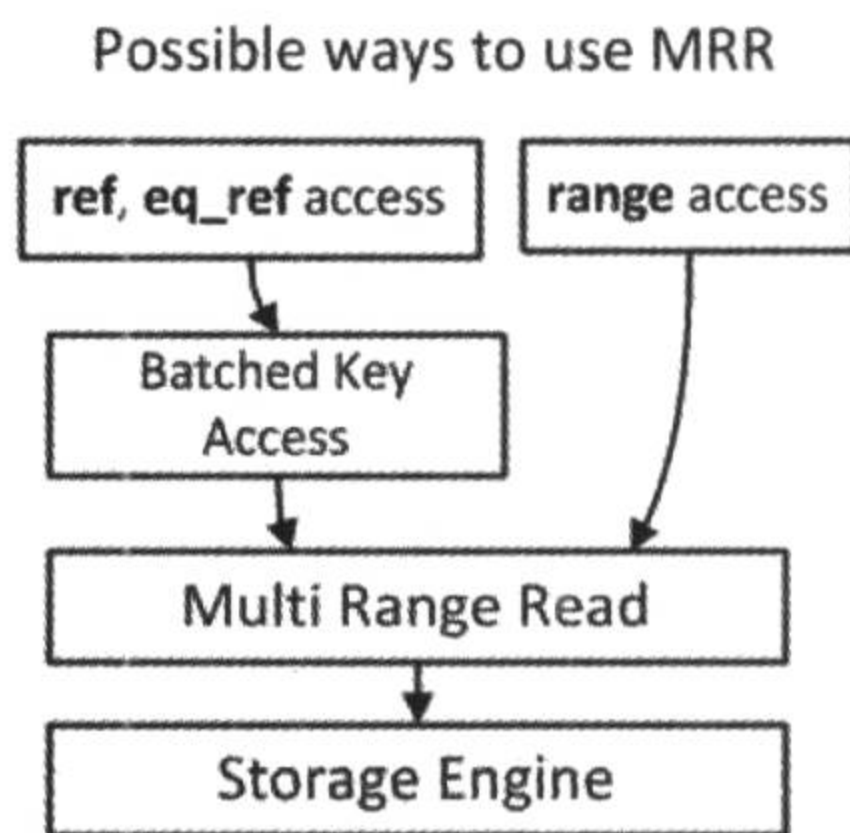 Possible ways to use MRR
ref, eq_ref access
range access
Batched Key
Access
Multi Range Read
Storage Engine